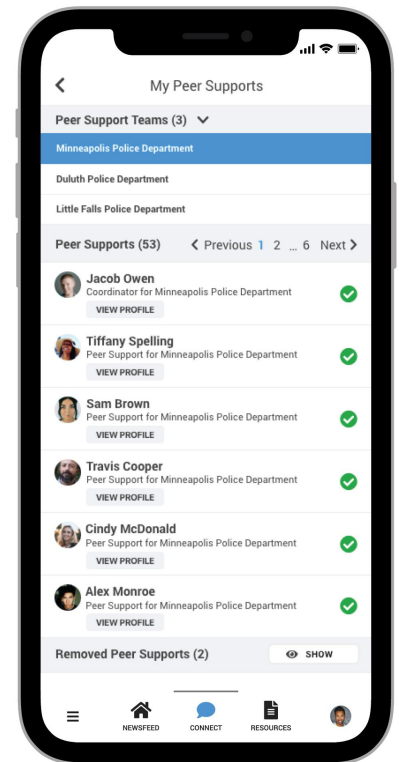 My Peer Supports
Peer Support Teams (3)
Minneapolis Police Department
Duluth Police Department
Little Falls Police Department
Peer Supports (53) Previous 1 2 ... 6 Next
Jacob Owen
Coordinator for Minneapolis Police Department
VIEW PROFILE
Tiffany Spelling
Peer Support for Minneapolis Police Department
VIEW PROFILE
Sam Brown
Peer Support for Minneapolis Police Department
VIEW PROFILE
Travis Cooper
Peer Support for Minneapolis Police Department
VIEW PROFILE
Cindy McDonald
Peer Support for Minneapolis Police Department
VIEW PROFILE
Alex Monroe
Peer Support for Minneapolis Police Department
VIEW PROFILE
Removed Peer Supports (2) SHOW
NEWSFEED CONNECT RESOURCES